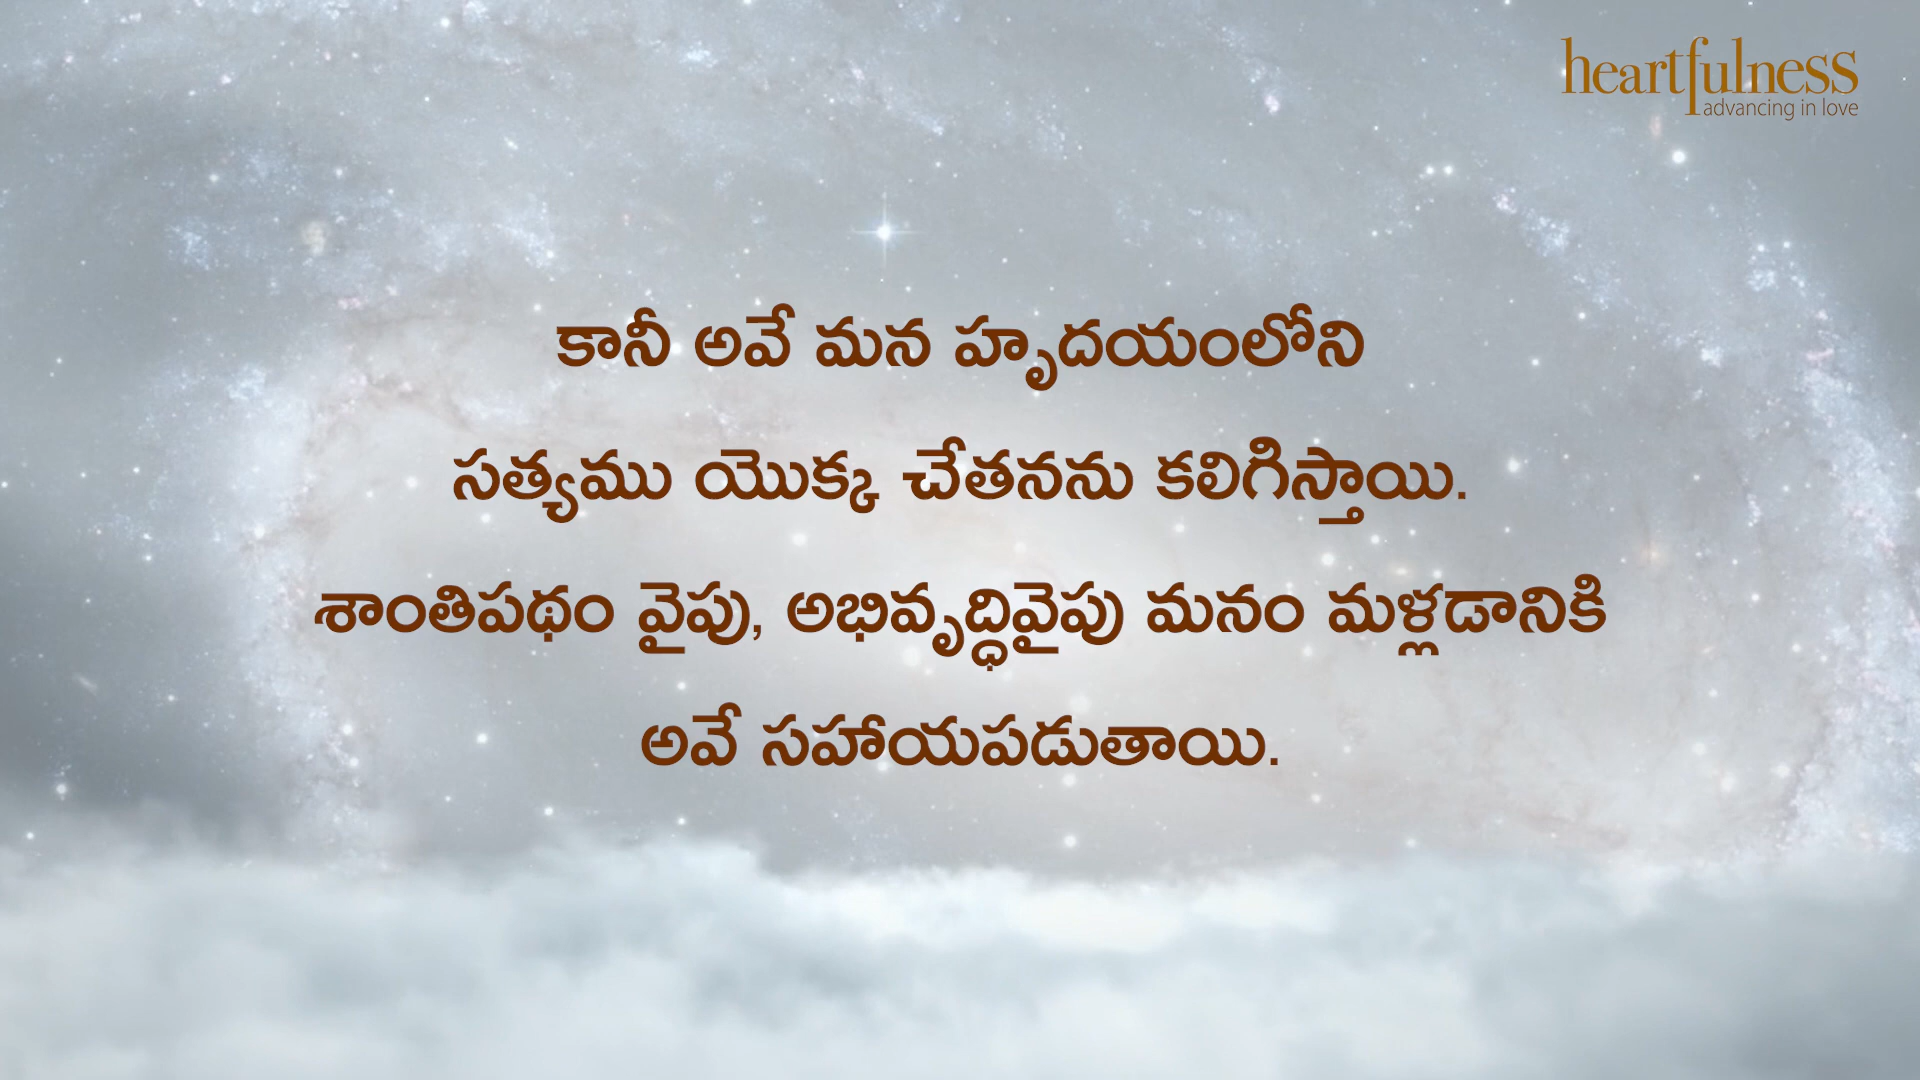 heartfulness
advancing in love
కానీ అవే మన హృదయంలోని
సత్యము యొక్క చేతనను కలిగిస్తాయి.
శాంతిపథం వైపు, అభివృద్ధివైపు మనం మళ్లడానికి
అవే సహాయపడుతాయి.